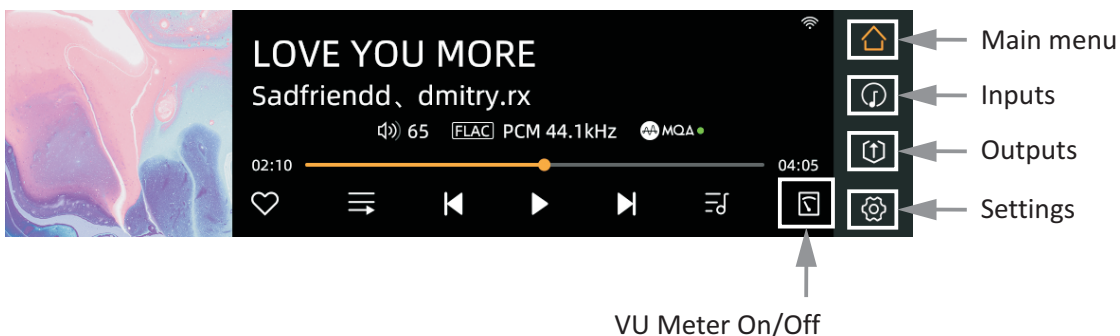 LOVE YOU MORE
Sadfriendd、dmitry.rx
65 FLAC PCM 44.1kHz MQA
02:10 04:05
Main menu
Inputs
Outputs
Settings
VU Meter On/Off